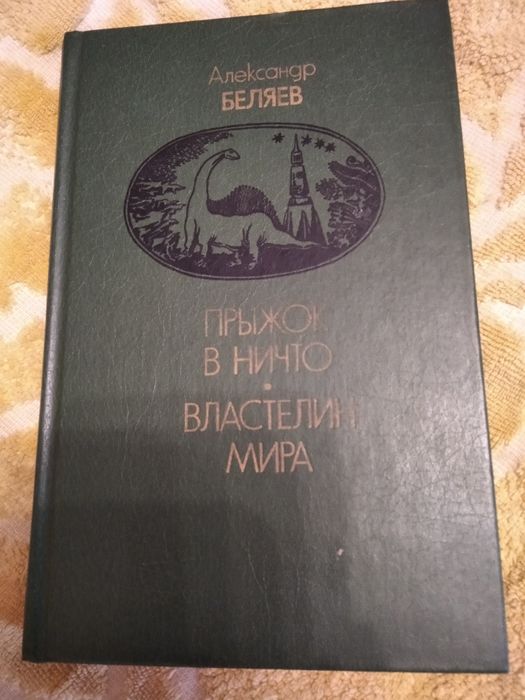 Александр
БЕЛЯЕВ
ПРЫЖОК
В НИЧТО
•
ВЛАСТЕЛИН
МИРА